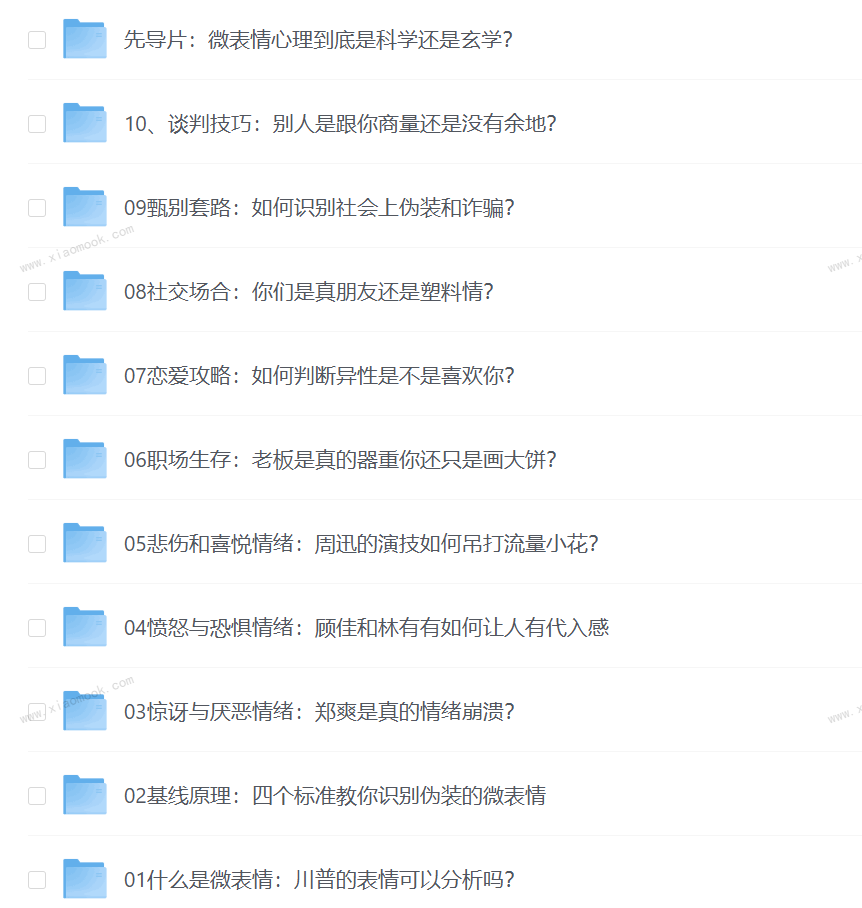 先导片：微表情心理到底是科学还是玄学？
10、谈判技巧：别人是跟你商量还是没有余地？
09甄别套路：如何识别社会上伪装和诈骗？
www.xiaomook.com
www.x
08社交场合：你们是真朋友还是塑料情？
07恋爱攻略：如何判断异性是不是喜欢你？
06职场生存：老板是真的器重你还只是画大饼？
05悲伤和喜悦情绪：周迅的演技如何吊打流量小花？
04愤怒与恐惧情绪：顾佳和林有有如何让人有代入感
www.xiaomook.com
www.x
03惊讶与厌恶情绪：郑爽是真的情绪崩溃？
02基线原理：四个标准教你识别伪装的微表情
01什么是微表情：川普的表情可以分析吗？